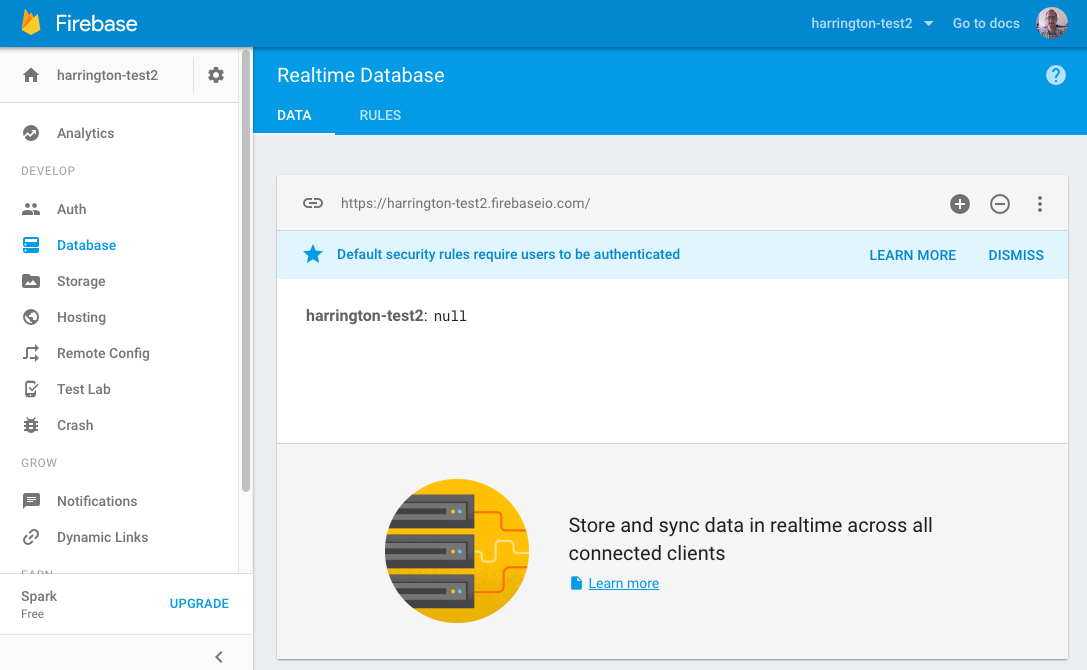 Firebase
harrington-test2
Go to docs
harrington-test2
Analytics
DEVELOP
Auth
Database
Storage
Hosting
Remote Config
Test Lab
Crash
GROW
Notifications
Dynamic Links
EARN
Spark
Free
UPGRADE
Realtime Database
?
DATA
RULES
https://harrington-test2.firebaseio.com/
Default security rules require users to be authenticated
LEARN MORE
DISMISS
harrington-test2: null
Store and sync data in realtime across all
connected clients
Learn more